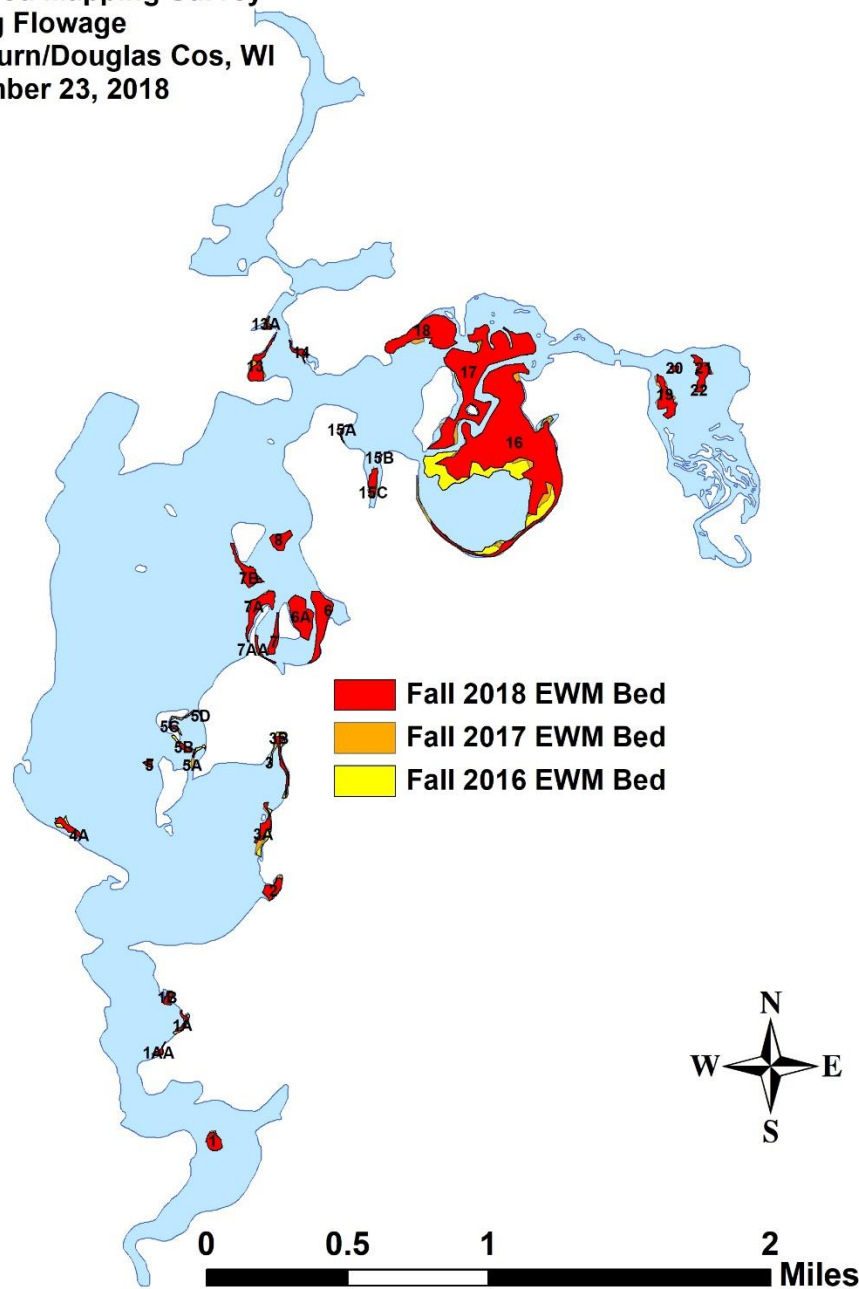 Mapping Survey
g Flowage
urn/Douglas Cos, WI
ber 23, 2018
13A
13
14
18
17
16
20
21
19
22
15A
15B
15C
8
7B
7A
6A
6
7
7AA
Fall 2018 EWM Bed
Fall 2017 EWM Bed
Fall 2016 EWM Bed
5D
5C
5B
5
5A
3B
3
4A
3A
2
1B
1A
1AA
1
N
W E
S
0 0.5 1 2
Miles